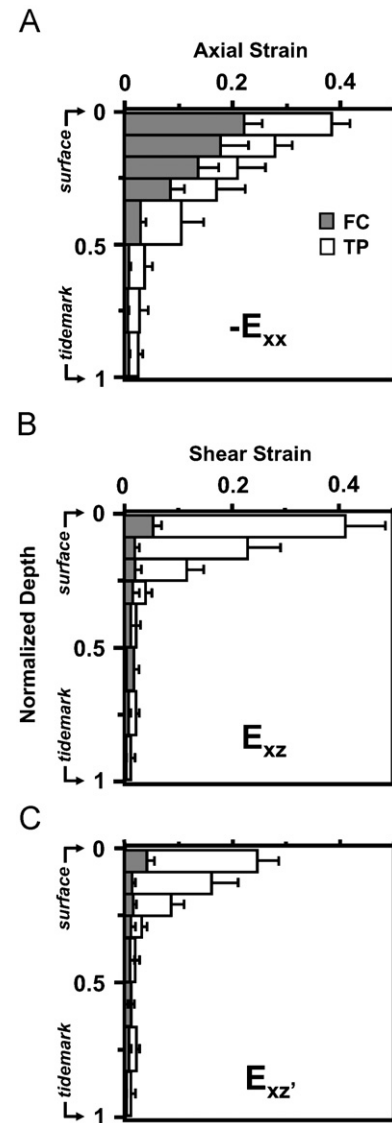 A
Axial Strain
0 0.2 0.4
0
surface
FC
TP
0.5
-Exx
tidemark
1
B
Shear Strain
0 0.2 0.4
0
surface
Normalized Depth
0.5
Exz
tidemark
1
C
0
surface
0.5
Exz'
tidemark
1